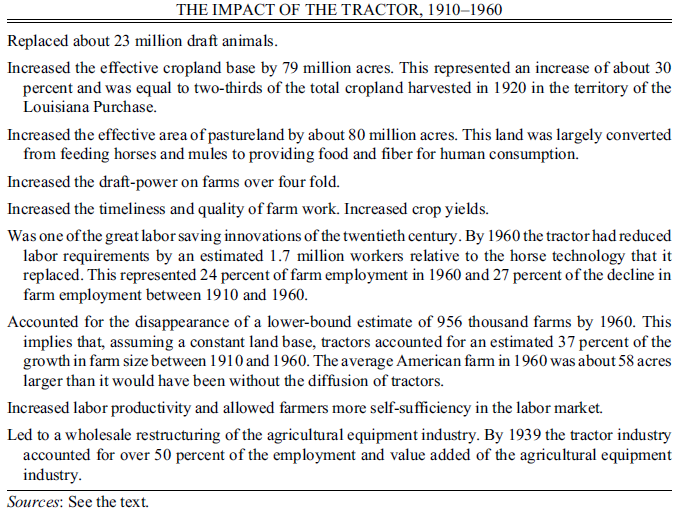 THE IMPACT OF THE TRACTOR, 1910–1960
Replaced about 23 million draft animals.
Increased the effective cropland base by 79 million acres. This represented an increase of about 30
percent and was equal to two-thirds of the total cropland harvested in 1920 in the territory of the
Louisiana Purchase.
Increased the effective area of pastureland by about 80 million acres. This land was largely converted
from feeding horses and mules to providing food and fiber for human consumption.
Increased the draft-power on farms over four fold.
Increased the timeliness and quality of farm work. Increased crop yields.
Was one of the great labor saving innovations of the twentieth century. By 1960 the tractor had reduced
labor requirements by an estimated 1.7 million workers relative to the horse technology that it
replaced. This represented 24 percent of farm employment in 1960 and 27 percent of the decline in
farm employment between 1910 and 1960.
Accounted for the disappearance of a lower-bound estimate of 956 thousand farms by 1960. This
implies that, assuming a constant land base, tractors accounted for an estimated 37 percent of the
growth in farm size between 1910 and 1960. The average American farm in 1960 was about 58 acres
larger than it would have been without the diffusion of tractors.
Increased labor productivity and allowed farmers more self-sufficiency in the labor market.
Led to a wholesale restructuring of the agricultural equipment industry. By 1939 the tractor industry
accounted for over 50 percent of the employment and value added of the agricultural equipment
industry.
Sources: See the text.